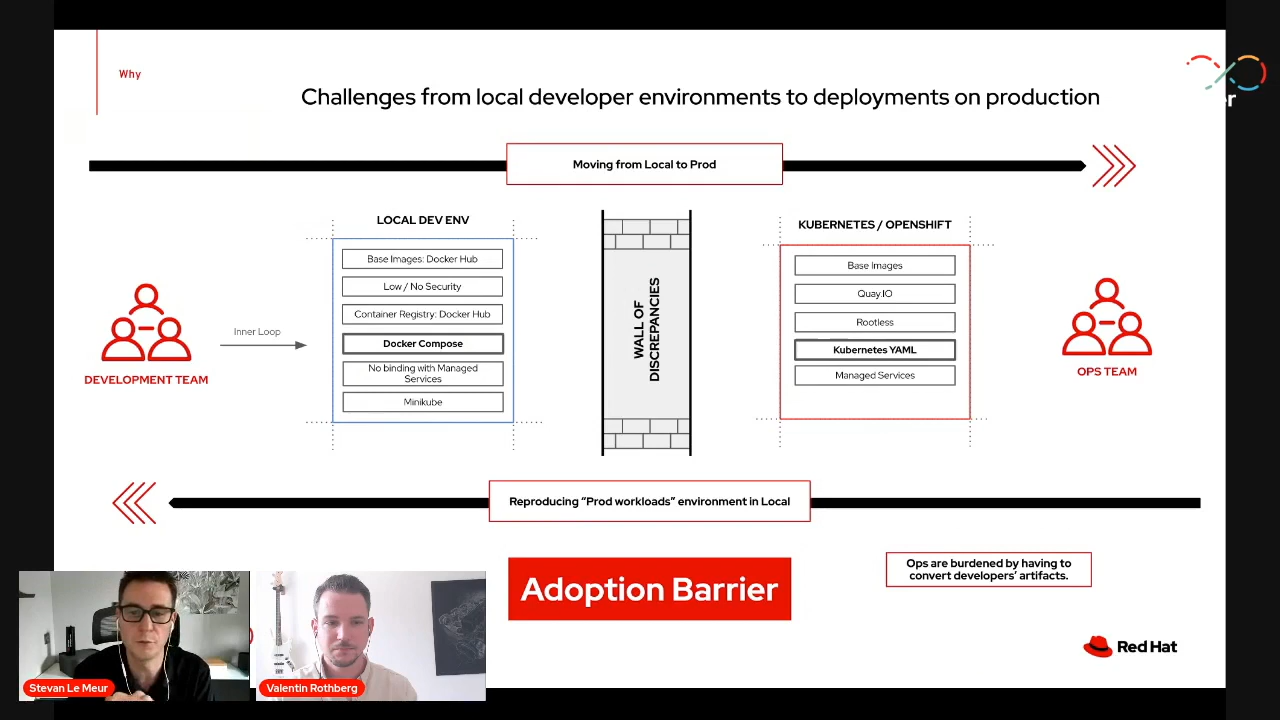 Why
Challenges from local developer environments to deployments on production
er
Moving from Local to Prod
LOCAL DEV ENV
Base Images: Docker Hub
Low / No Security
Container Registry: Docker Hub
Docker Compose
No binding with Managed
Services
Minikube
Inner Loop
DEVELOPMENT TEAM
WALL OF
DISCREPANCIES
KUBERNETES / OPENSHIFT
Base Images
Quay.IO
Rootless
Kubernetes YAML
Managed Services
OPS TEAM
Reproducing “Prod workloads” environment in Local
Adoption Barrier
Ops are burdened by having to
convert developers’ artifacts.
Red Hat
Stevan Le Meur
Valentin Rothberg